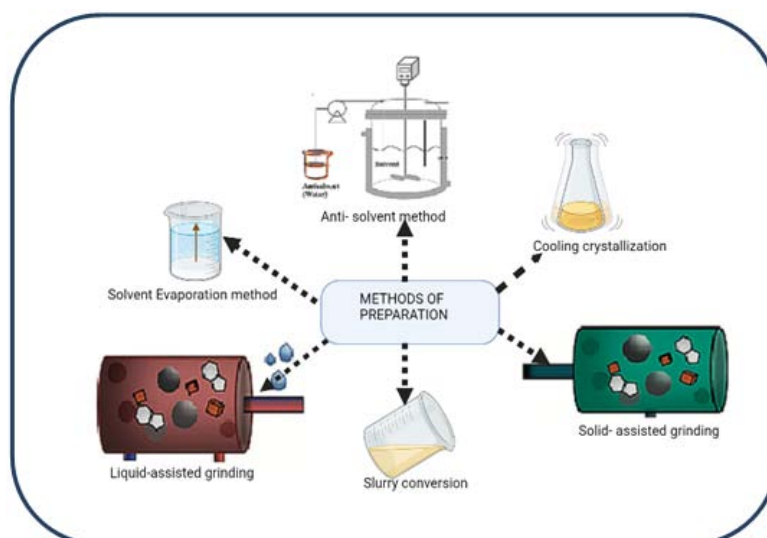 Solvent
Antisolvent
(Water)
Anti- solvent method
Cooling crystallization
Solvent Evaporation method
METHODS OF
PREPARATION
Liquid-assisted grinding
Slurry conversion
Solid- assisted grinding